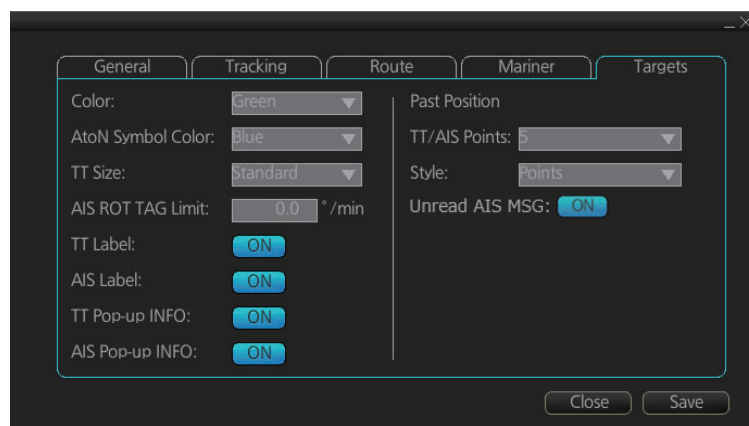 General Tracking Route Mariner Targets
Color: Green
AtoN Symbol Color: Blue
TT Size: Standard
AIS ROT TAG Limit: 0.0 °/min
TT Label: ON
AIS Label: ON
TT Pop-up INFO: ON
AIS Pop-up INFO: ON
Past Position
TT/AIS Points: 5
Style: Points
Unread AIS MSG: ON
Close Save